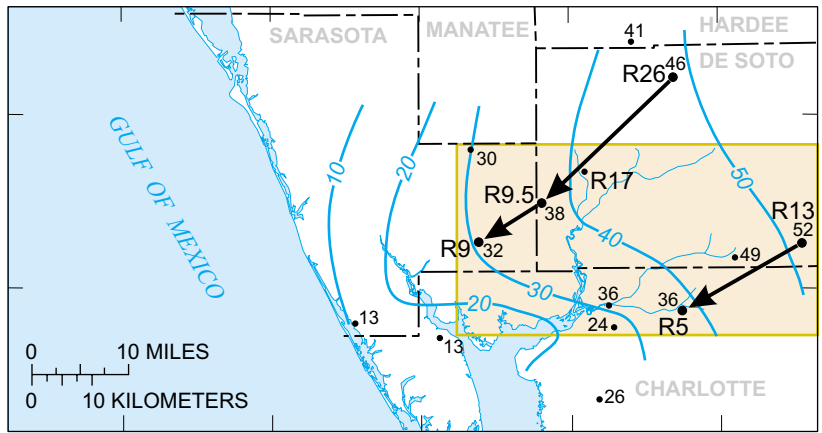 SARASOTA
MANATEE
41
HARDEE
DE SOTO
R26
46
GULF OF MEXICO
10
20
30
R17
50
R9.5
38
R13
52
R9
32
40
49
20
30
36
36
R5
13
24
13
0 10 MILES
0 10 KILOMETERS
26
CHARLOTTE